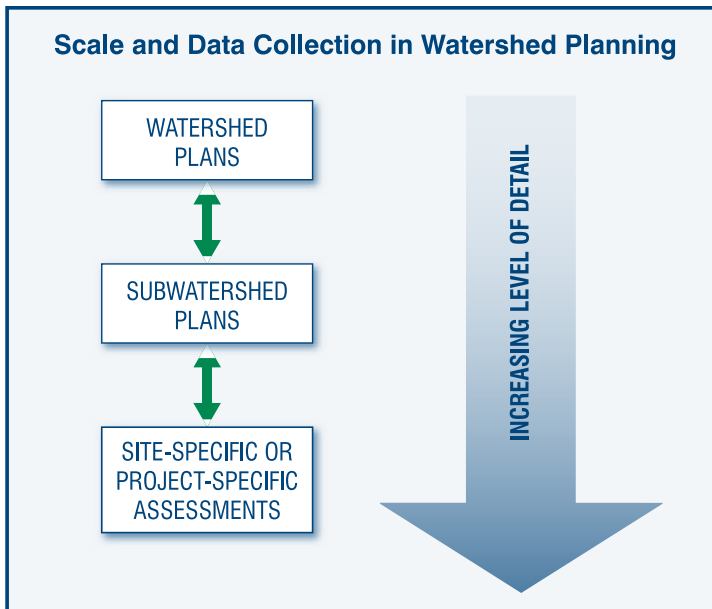 Scale and Data Collection in Watershed Planning
WATERSHED
PLANS
SUBWATERSHED
PLANS
SITE-SPECIFIC OR
PROJECT-SPECIFIC
ASSESSMENTS
INCREASING LEVEL OF DETAIL